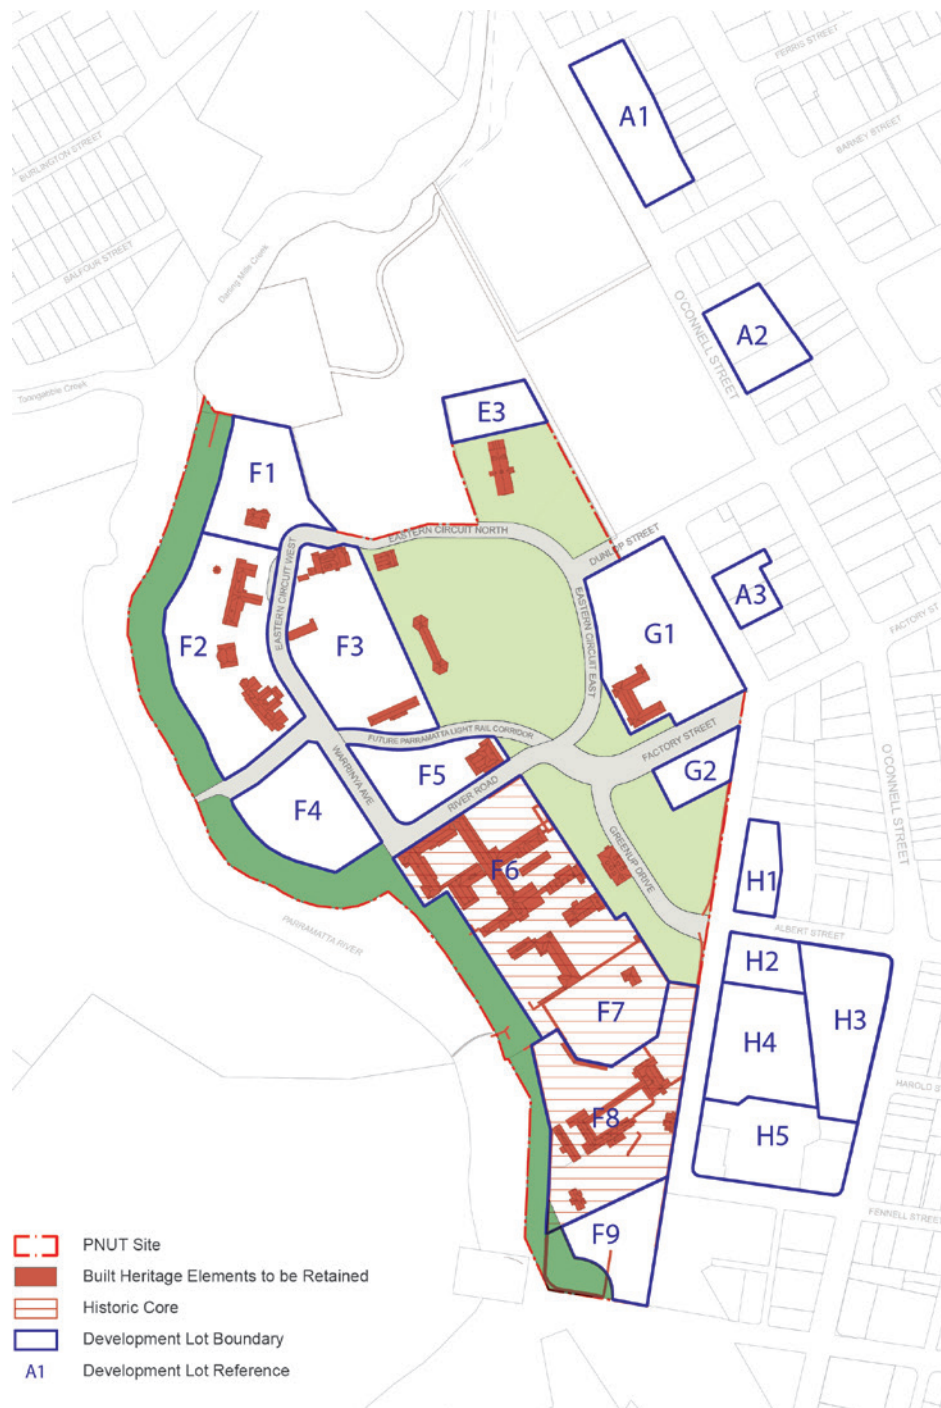 FERRIS STREET
A1
BARNEY STREET
BURLINGTON STREET
BALFOUR STREET
Darling Mills Creek
O'CONNELL STREET
A2
Toongabbie Creek
E3
F1
EASTERN CIRCUIT NORTH
DUNLOP STREET
EASTERN CIRCUIT WEST
A3
EASTERN CIRCUIT EAST
FACTORY ST
F2
F3
G1
FUTURE PARRAMATTA LIGHT RAIL CORRIDOR
FACTORY STREET
WARRINYA AVE
F5
G2
RIVER ROAD
O'CONNELL STREET
F4
GREENUP DRIVE
F6
H1
PARRAMATTA RIVER
ALBERT STREET
H2
F7
H3
H4
HAROLD S
F8
H5
FENNELL STREET
F9
PNUT Site
Built Heritage Elements to be Retained
Historic Core
Development Lot Boundary
A1 Development Lot Reference